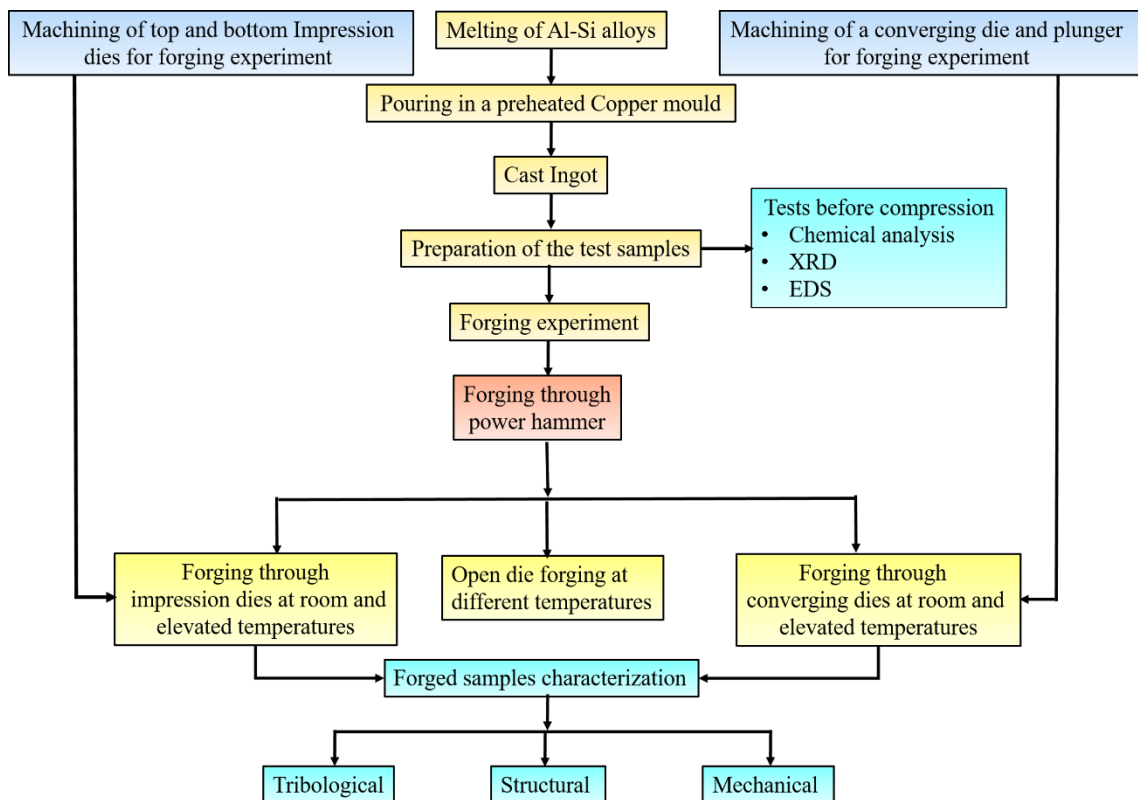 Machining of top and bottom Impression
dies for forging experiment
Melting of Al-Si alloys
Machining of a converging die and plunger
for forging experiment
Pouring in a preheated Copper mould
Cast Ingot
Preparation of the test samples
Tests before compression
• Chemical analysis
• XRD
• EDS
Forging experiment
Forging through
power hammer
Forging through
impression dies at room and
elevated temperatures
Open die forging at
different temperatures
Forging through
converging dies at room and
elevated temperatures
Forged samples characterization
Tribological
Structural
Mechanical